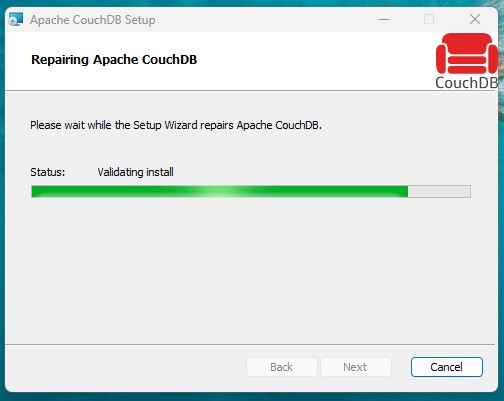 Apache CouchDB Setup
Repairing Apache CouchDB
CouchDB
Please wait while the Setup Wizard repairs Apache CouchDB.
Status: Validating install
Back Next Cancel